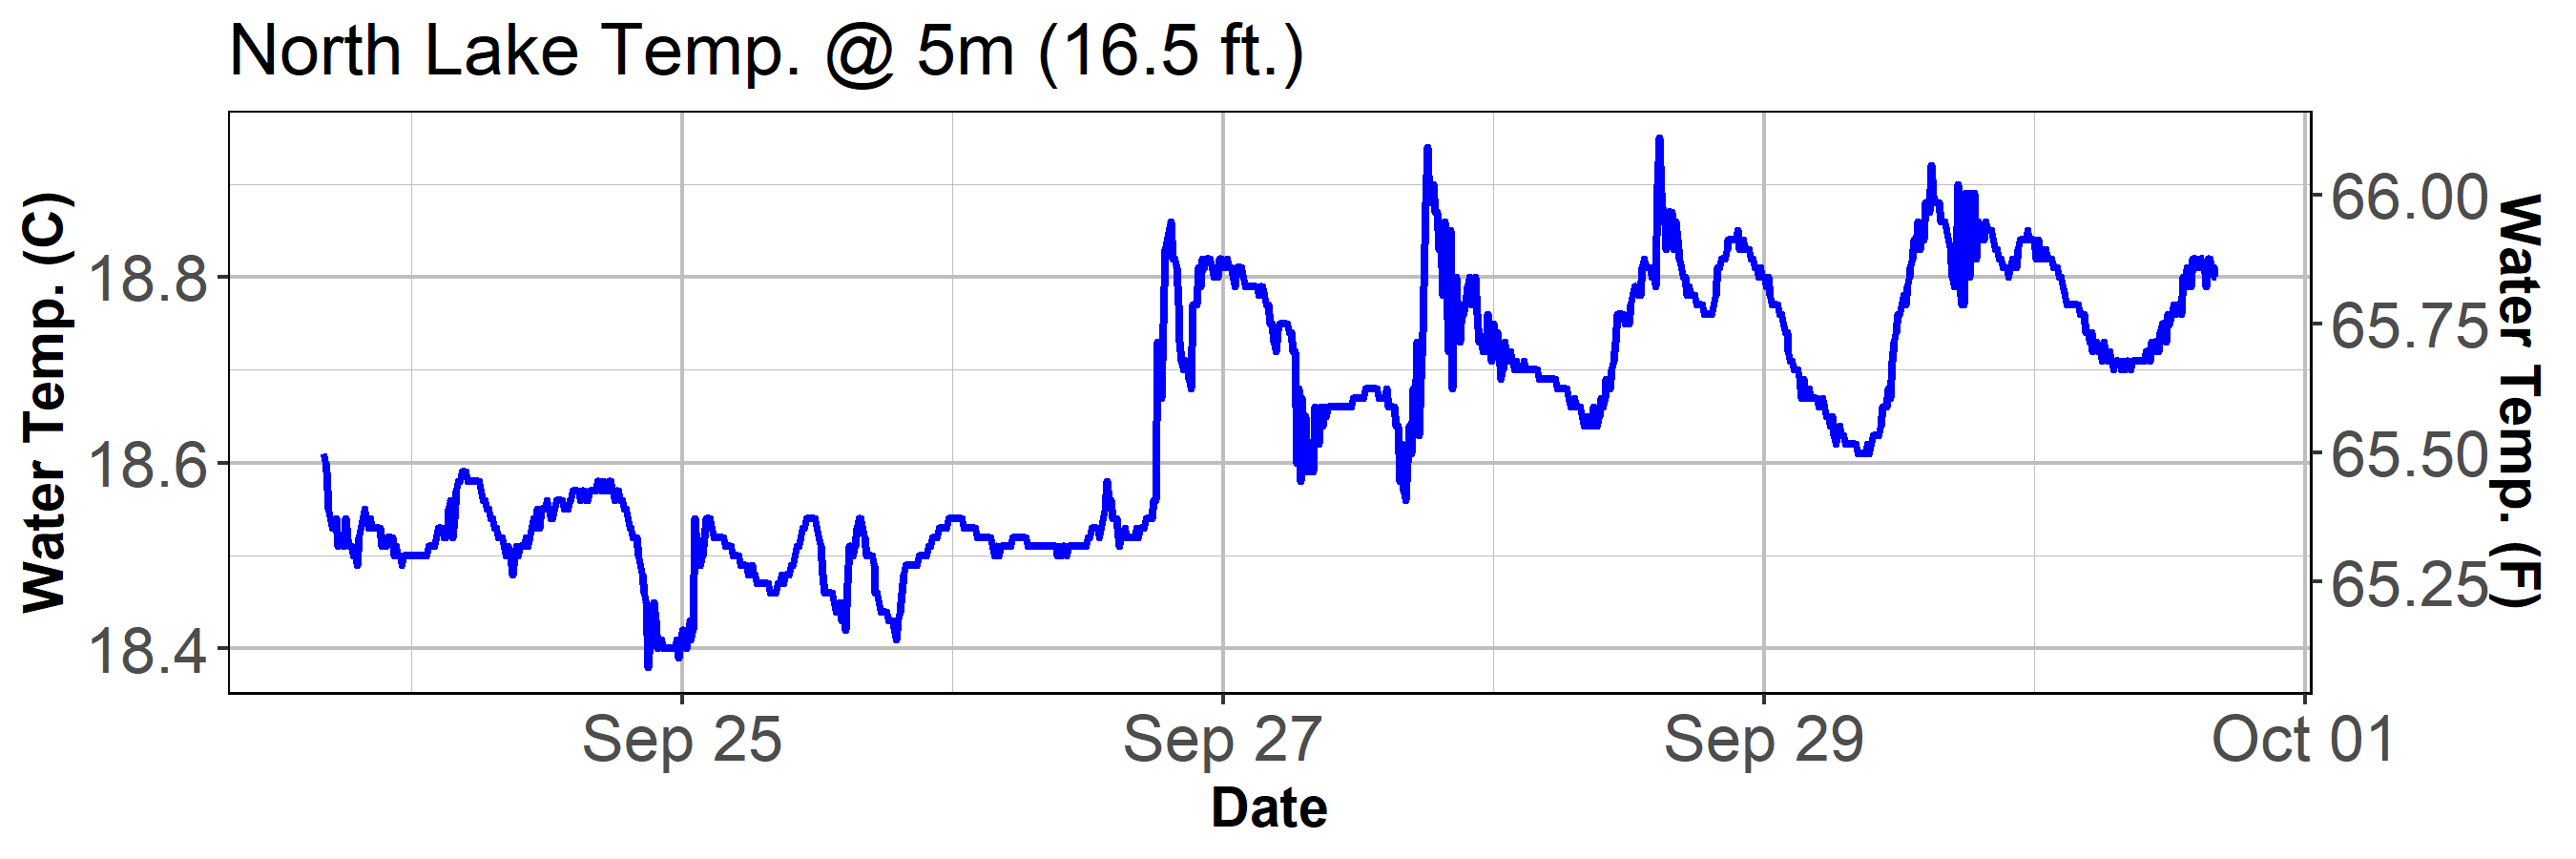 North Lake Temp. @ 5m (16.5 ft.)
Water Temp. (C)
18.8
18.6
18.4
66.00
65.75
65.50
65.25
Water Temp. (F)
Sep 25
Sep 27
Sep 29
Oct 01
Date